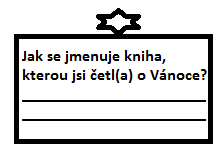 Jak se jmenuje kniha,
kterou jsi četl(a) o Vánoce?